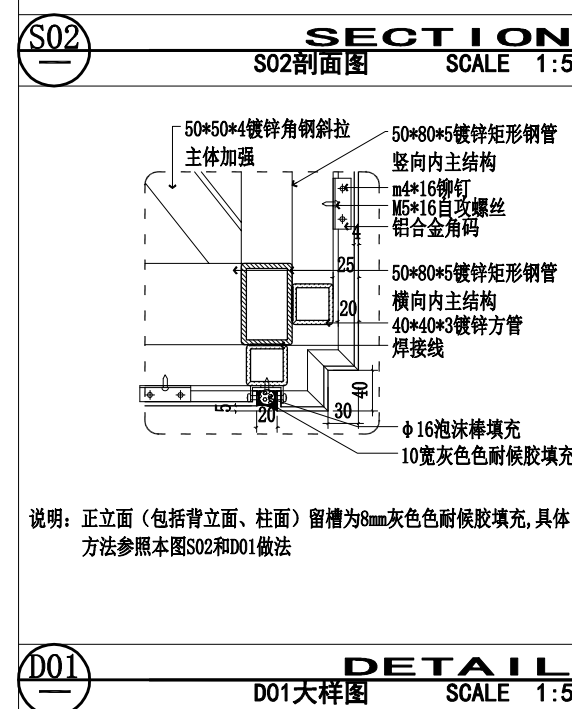 S02
SECTION
S02剖面图 SCALE 1:5
50*50*4镀锌角钢斜拉
主体加强
50*80*5镀锌矩形钢管
竖向内主结构
m4*16铆钉
M5*16自攻螺丝
铝合金角码
4
25
50*80*5镀锌矩形钢管
横向内主结构
20
40*40*3镀锌方管
焊接线
40
5
20
30
φ16泡沫棒填充
10宽灰色色耐候胶填充
说明: 正立面（包括背立面、柱面）留槽为8mm灰色色耐候胶填充,具体
方法参照本图S02和D01做法
D01
DETAIL
D01大样图 SCALE 1:5